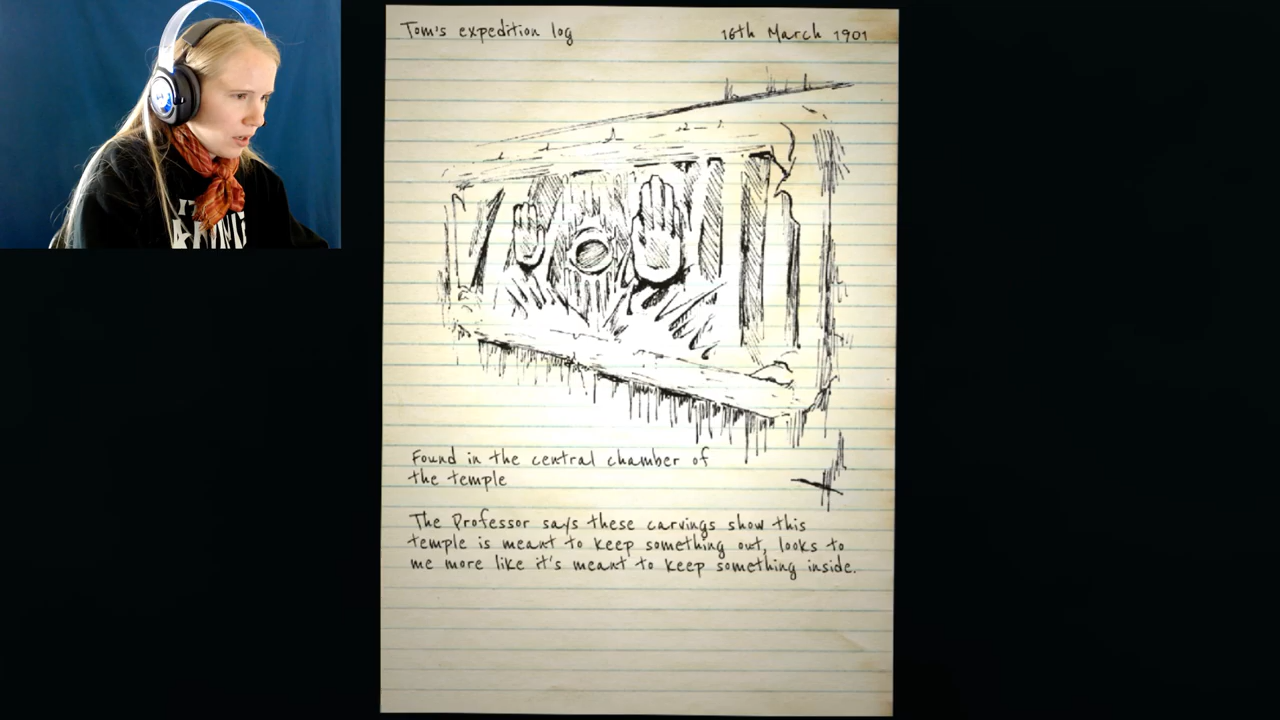 Tom's expedition log
16th March 1901
Found in the central chamber of
the temple
The Professor says these carvings show this
temple is meant to keep something out, looks to
me more like it's meant to keep something inside.